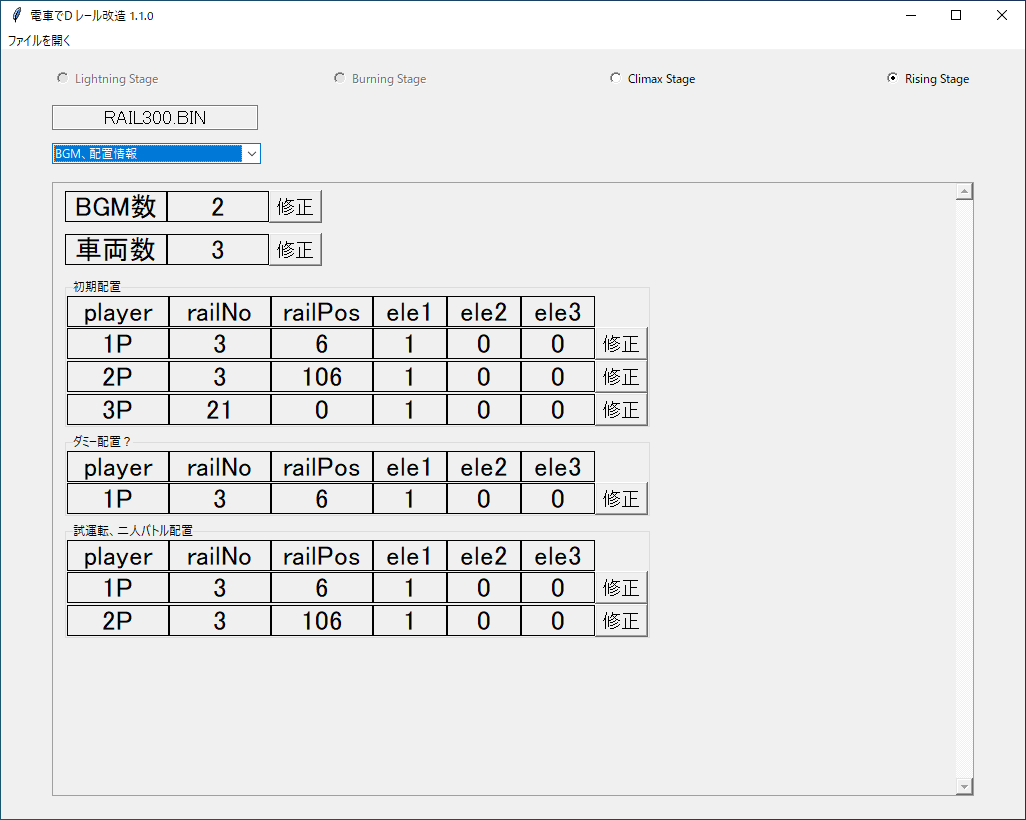 電車でD レール改造 1.1.0
ファイルを開く
Lightning Stage Burning Stage Climax Stage Rising Stage
RAIL300.BIN
BGM、配置情報
BGM数 2 修正
車両数 3 修正
初期配置
player railNo railPos ele1 ele2 ele3
1P 3 6 1 0 0 修正
2P 3 106 1 0 0 修正
3P 21 0 1 0 0 修正
ダミー配置？
player railNo railPos ele1 ele2 ele3
1P 3 6 1 0 0 修正
試運転、二人バトル配置
player railNo railPos ele1 ele2 ele3
1P 3 6 1 0 0 修正
2P 3 106 1 0 0 修正